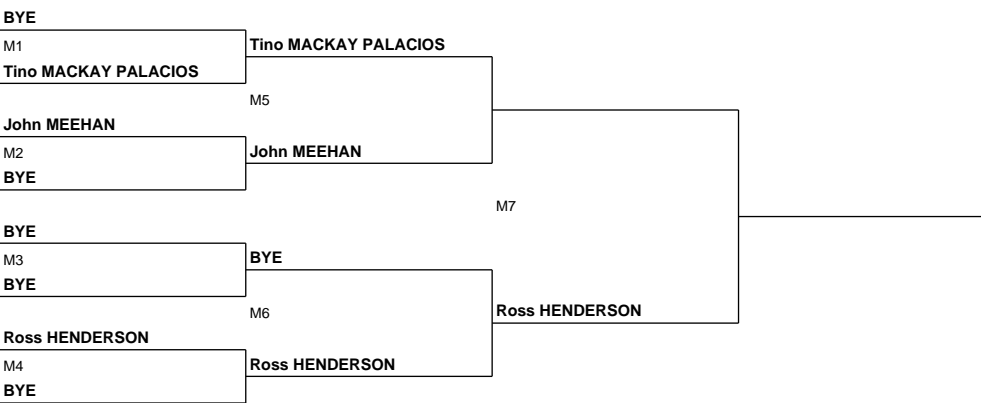 BYE
M1
Tino MACKAY PALACIOS
Tino MACKAY PALACIOS
M5
John MEEHAN
M2
John MEEHAN
BYE
M7
BYE
M3
BYE
BYE
M6
Ross HENDERSON
Ross HENDERSON
M4
Ross HENDERSON
BYE